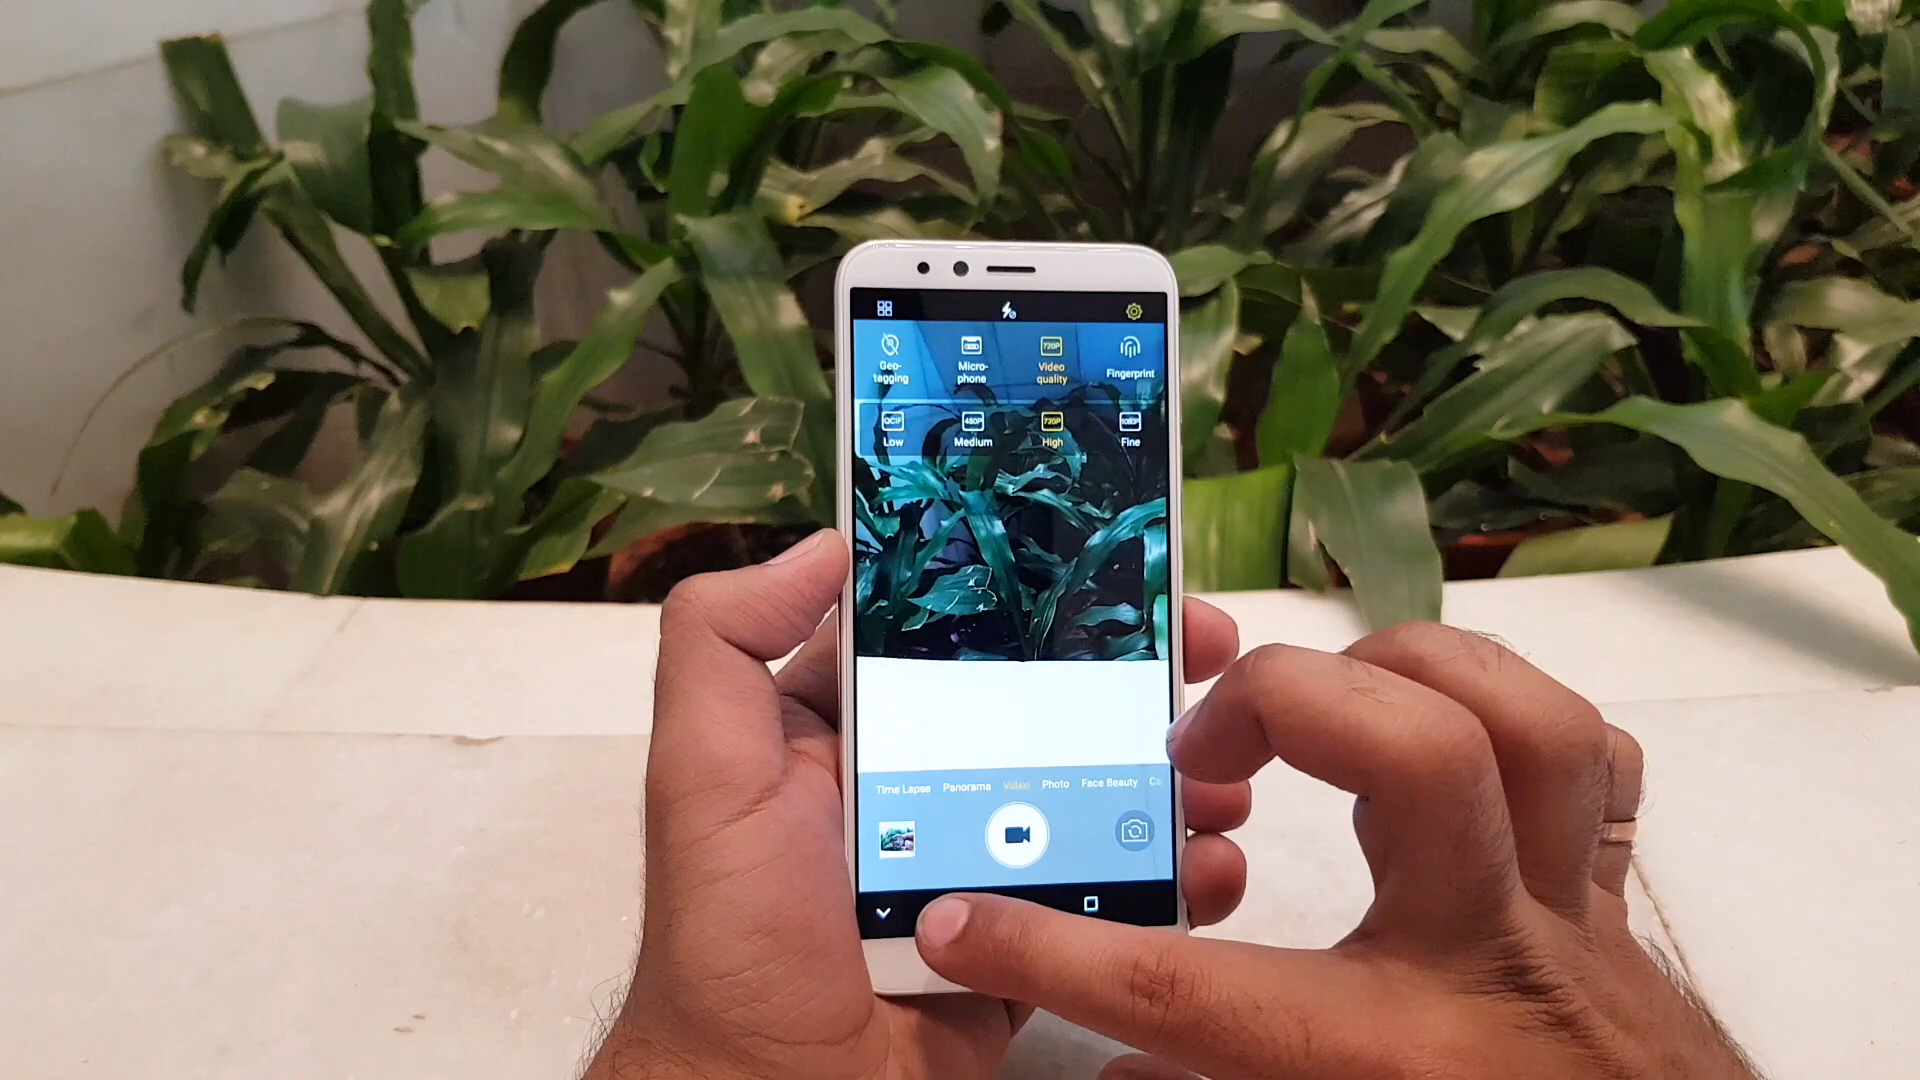 Geo-
tagging
Micro-
phone
720P
Video
quality
Fingerprint
QCIF
Low
480P
Medium
720P
High
1080P
Fine
Time Lapse Panorama Video Photo Face Beauty